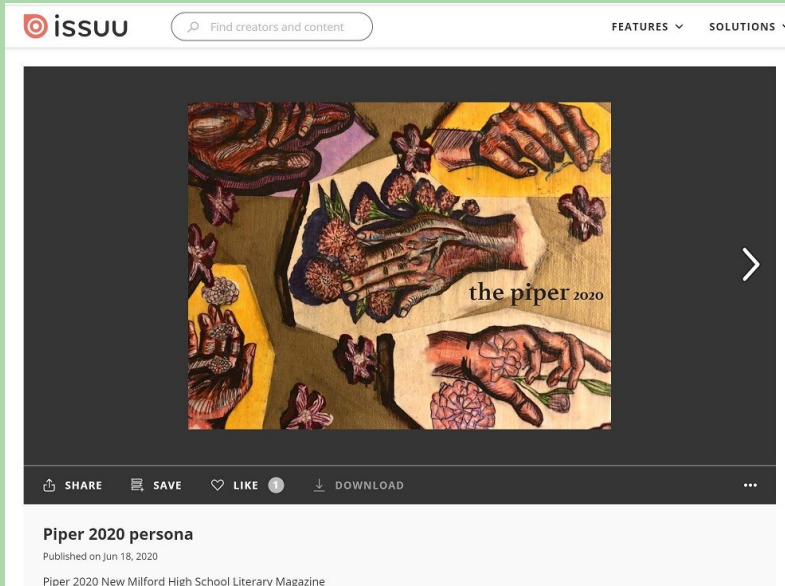 issuu
Find creators and content
FEATURES
SOLUTIONS
the piper 2020
SHARE
SAVE
LIKE 1
DOWNLOAD
Piper 2020 persona
Published on Jun 18, 2020
Piper 2020 New Milford High School Literary Magazine